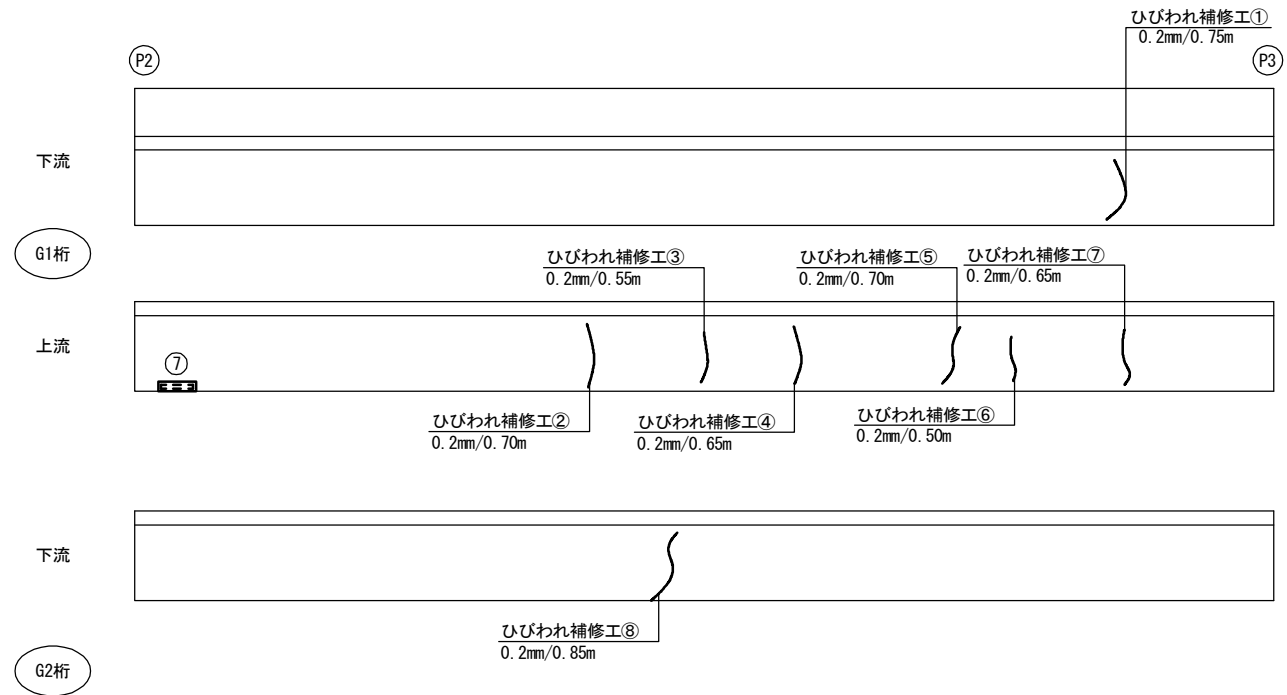 ひびわれ補修工①
0.2mm/0.75m
P2
P3
下流
G1桁
ひびわれ補修工③
0.2mm/0.55m
ひびわれ補修工⑤
0.2mm/0.70m
ひびわれ補修工⑦
0.2mm/0.65m
上流
⑦
ひびわれ補修工②
0.2mm/0.70m
ひびわれ補修工④
0.2mm/0.65m
ひびわれ補修工⑥
0.2mm/0.50m
下流
ひびわれ補修工⑧
0.2mm/0.85m
G2桁